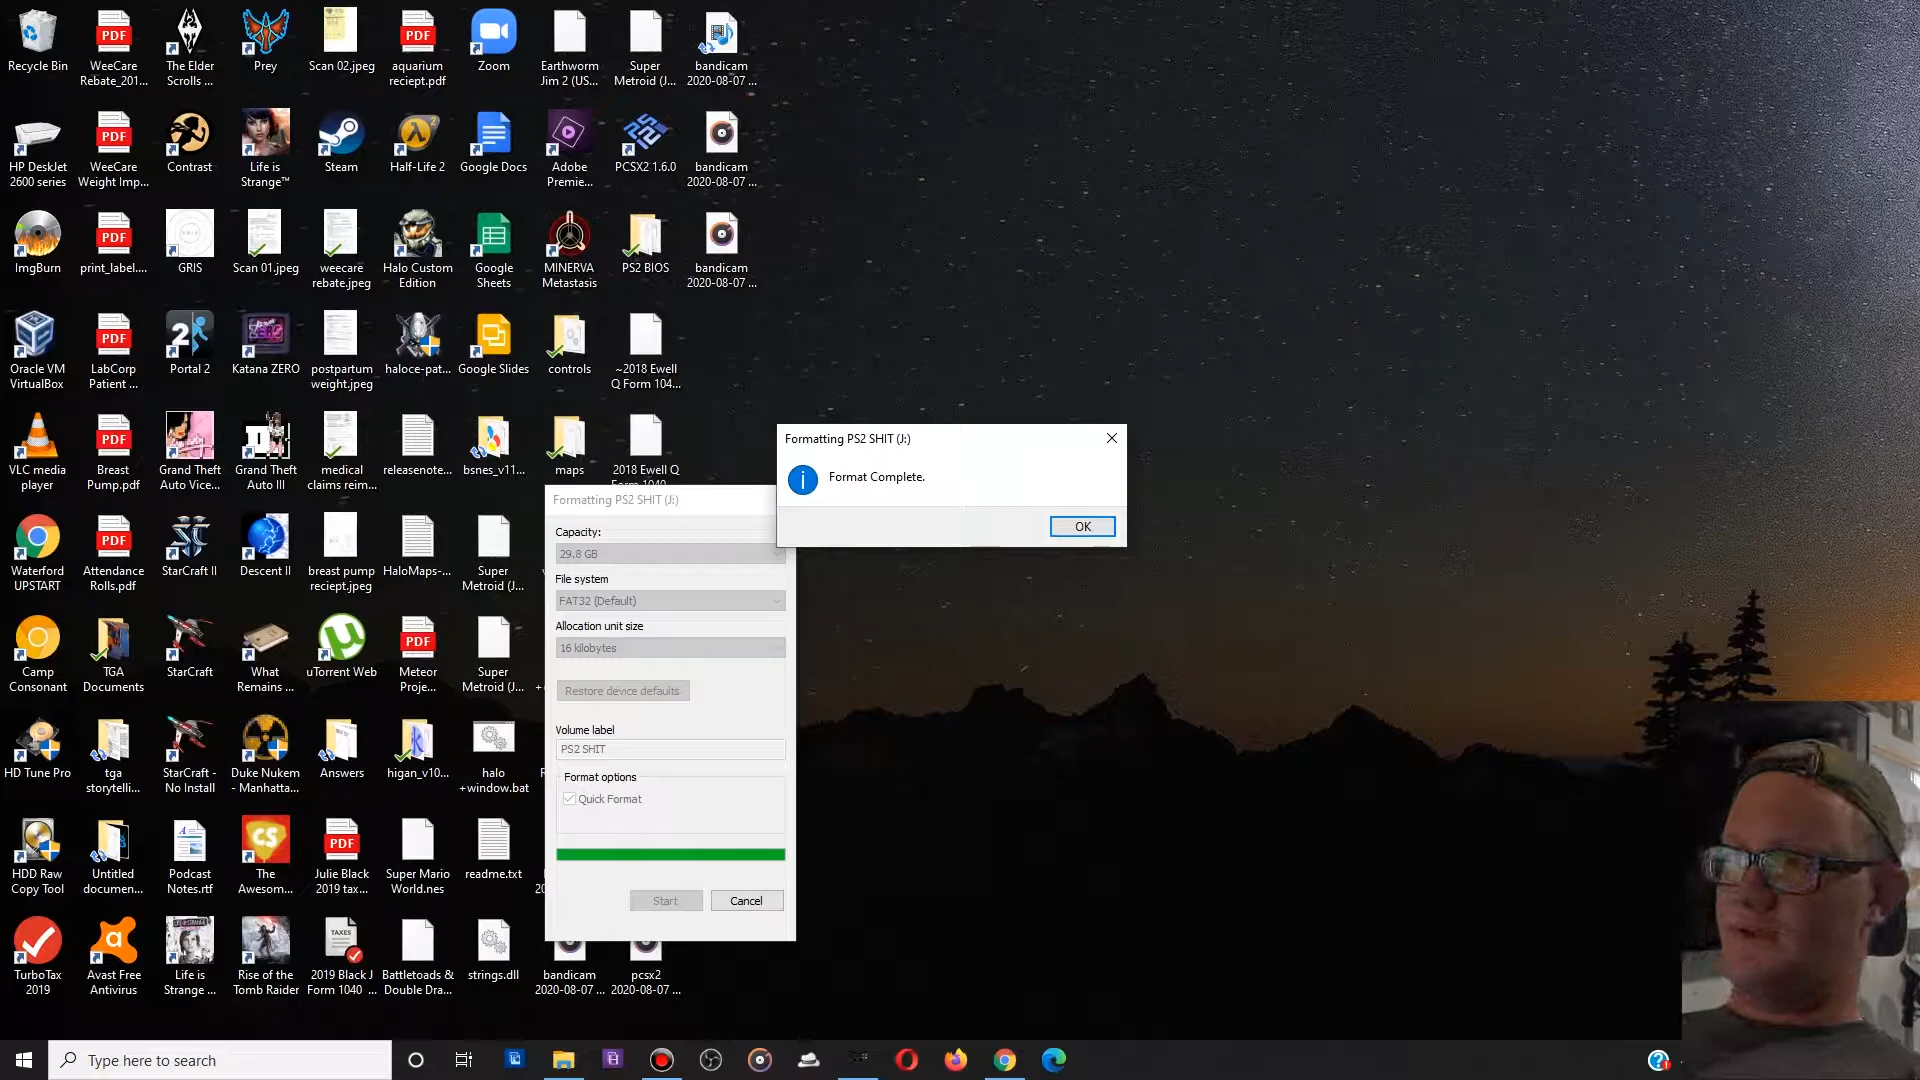 Recycle Bin
WeeCare
Rebate_201...
The Elder
Scrolls ...
Prey
Scan 02.jpeg
aquarium
reciept.pdf
Zoom
Earthworm
Jim 2 (US...
Super
Metroid (J...
bandicam
2020-08-07 ...
HP DeskJet
2600 series
WeeCare
Weight Imp...
Contrast
Life is
Strange™
Steam
Half-Life 2
Google Docs
Adobe
Premie...
PCSX2 1.6.0
bandicam
2020-08-07 ...
ImgBurn
print_label....
GRIS
Scan 01.jpeg
weecare
rebate.jpeg
Halo Custom
Edition
Google
Sheets
MINERVA
Metastasis
PS2 BIOS
bandicam
2020-08-07 ...
Oracle VM
VirtualBox
LabCorp
Patient ...
Portal 2
Katana ZERO
postpartum
weight.jpeg
haloce-pat...
Google Slides
controls
~2018 Ewell
Q Form 104...
VLC media
player
Breast
Pump.pdf
Grand Theft
Auto Vice...
Grand Theft
Auto III
medical
claims reim...
releasenote...
bsnes_v11...
maps
2018 Ewell Q
Form 1040
Waterford
UPSTART
Attendance
Rolls.pdf
StarCraft II
Descent II
breast pump
reciept.jpeg
HaloMaps-...
Super
Metroid (J...
Camp
Consonant
TGA
Documents
StarCraft
What
Remains ...
uTorrent Web
Meteor
Proje...
Super
Metroid (J...
HD Tune Pro
tga
storytelli...
StarCraft -
No Install
Duke Nukem
- Manhatta...
Answers
higan_v10...
halo
+window.bat
HDD Raw
Copy Tool
Untitled
documen...
Podcast
Notes.rtf
The
Awesom...
Julie Black
2019 tax...
Super Mario
World.nes
readme.txt
TurboTax
2019
Avast Free
Antivirus
Life is
Strange ...
Rise of the
Tomb Raider
2019 Black J
Form 1040 ...
Battletoads &
Double Dra...
strings.dll
bandicam
2020-08-07 ...
pcsx2
2020-08-07 ...
Formatting PS2 SHIT (J:)
Format Complete.
OK
Formatting PS2 SHIT (J:)
Capacity:
29.8 GB
File system
FAT32 (Default)
Allocation unit size
16 kilobytes
Restore device defaults
Volume label
PS2 SHIT
Format options
Quick Format
Start
Cancel
Type here to search